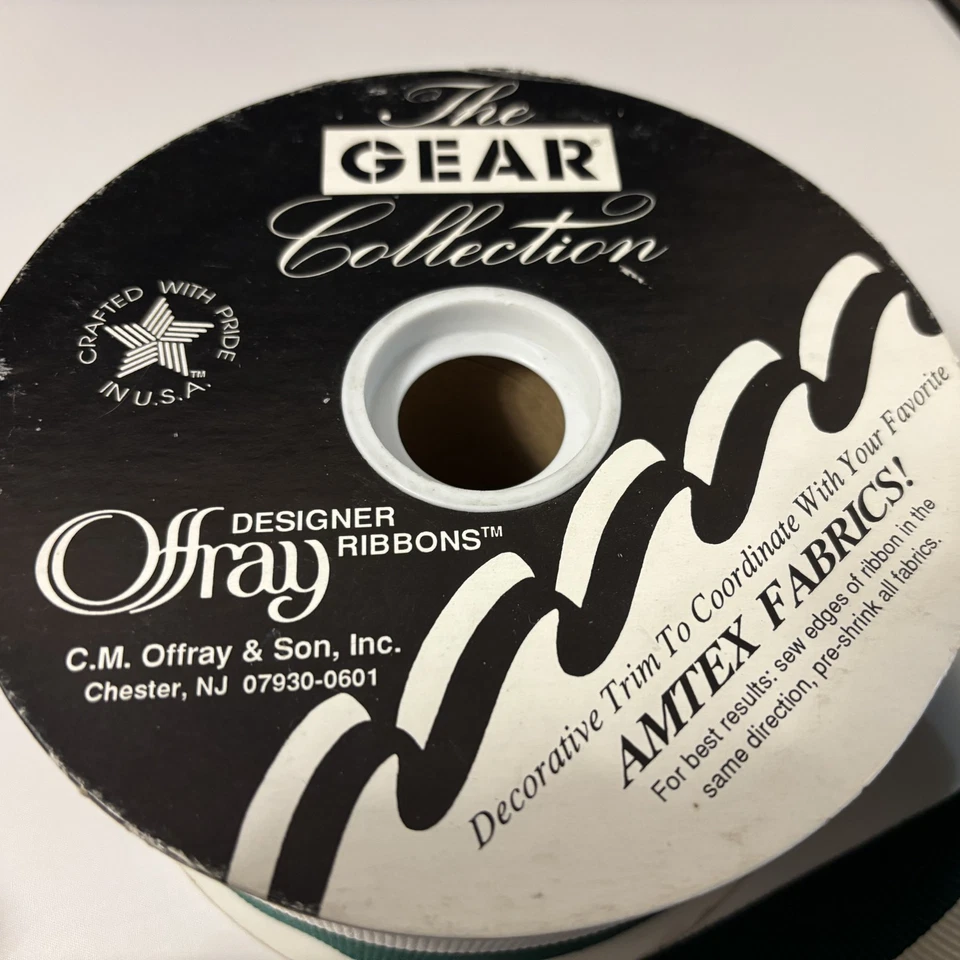 The
GEAR®
Collection
CRAFTED WITH PRIDE
IN U.S.A.™
Offray DESIGNER
RIBBONS™
C.M. Offray & Son, Inc.
Chester, NJ 07930-0601
Decorative Trim To Coordinate With Your Favorite
AMTEX FABRICS!
For best results: sew edges of ribbon in the
same direction, pre-shrink all fabrics.